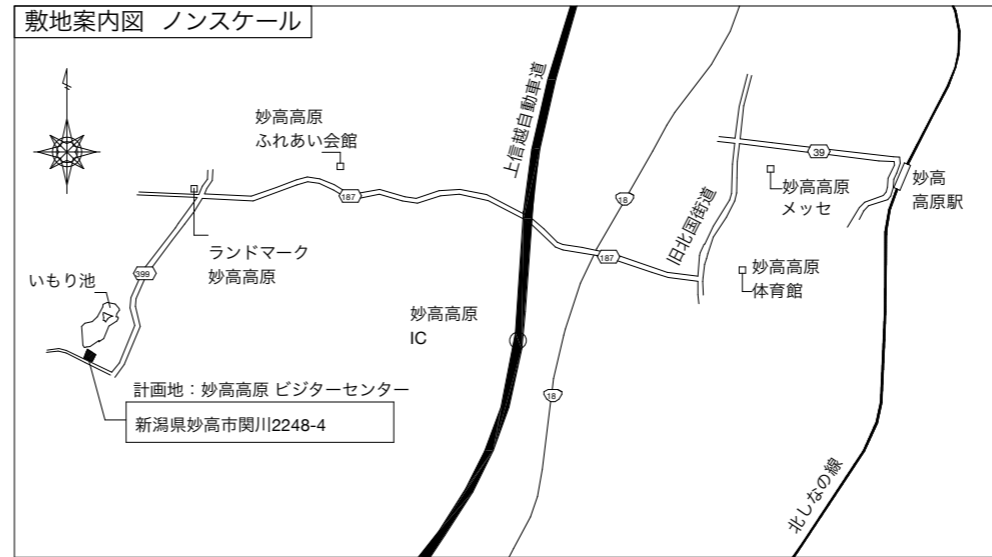 敷地案内図 ノンスケール
上信越自動車道
妙高高原
ふれあい会館
187
18
旧北国街道
39
妙高高原
メッセ
妙高
高原駅
ランドマーク
妙高高原
399
いもり池
187
妙高高原
体育館
妙高高原
IC
18
計画地：妙高高原 ビジターセンター
新潟県妙高市関川2248-4
北しなの線